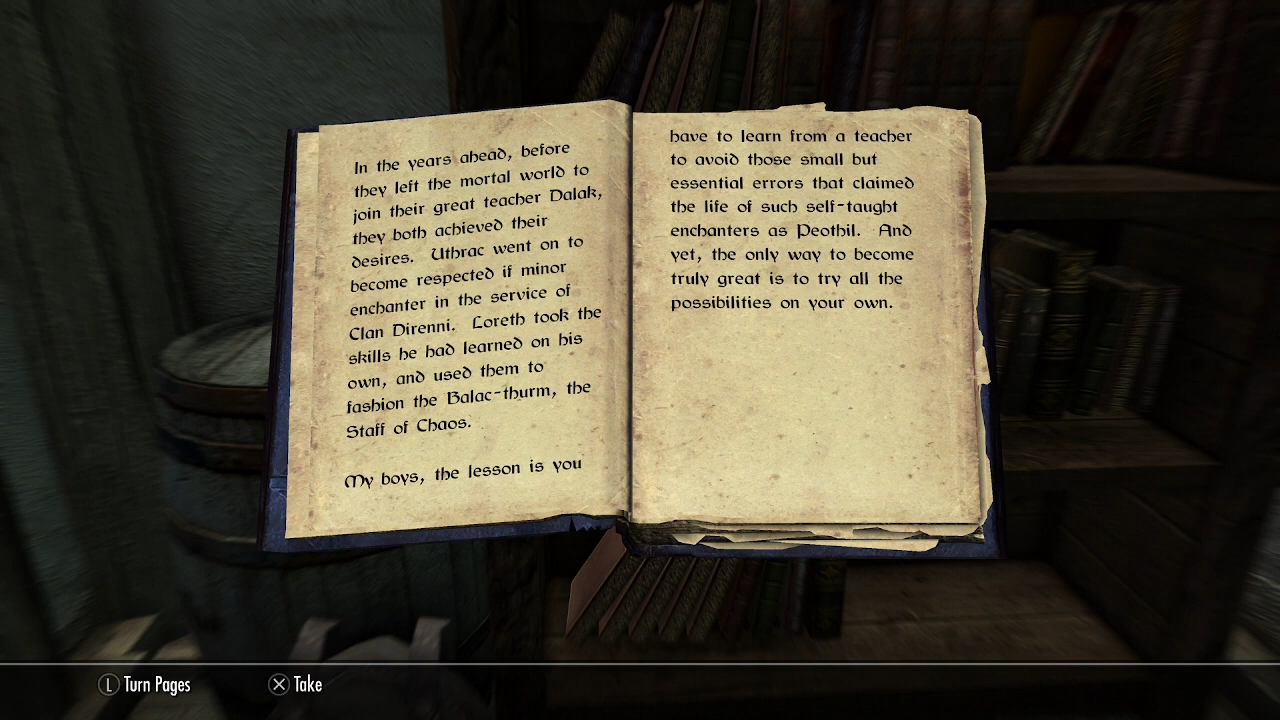 In the years ahead, before
they left the mortal world to
join their great teacher Dalak,
they both achieved their
desires.  Uthrac went on to
become respected if minor
enchanter in the service of
Clan Direnni.  Loreth took the
skills he had learned on his
own, and used them to
fashion the Balac-thurm, the
Staff of Chaos.
My boys, the lesson is you
have to learn from a teacher
to avoid those small but
essential errors that claimed
the life of such self-taught
enchanters as Peothil.  And
yet, the only way to become
truly great is to try all the
possibilities on your own.
L Turn Pages
X Take